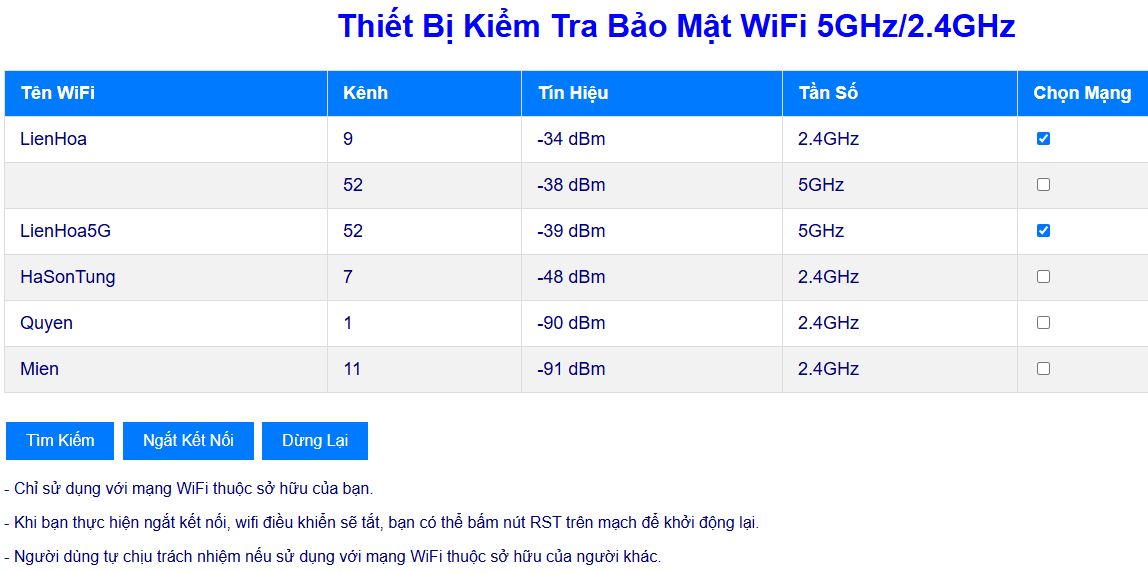 Thiết Bị Kiểm Tra Bảo Mật WiFi 5GHz/2.4GHz
Tên WiFi Kênh Tín Hiệu Tần Số Chọn Mạng
LienHoa 9 -34 dBm 2.4GHz
52 -38 dBm 5GHz
LienHoa5G 52 -39 dBm 5GHz
HaSonTung 7 -48 dBm 2.4GHz
Quyen 1 -90 dBm 2.4GHz
Mien 11 -91 dBm 2.4GHz
Tìm Kiếm Ngắt Kết Nối Dừng Lại
- Chỉ sử dụng với mạng WiFi thuộc sở hữu của bạn.
- Khi bạn thực hiện ngắt kết nối, wifi điều khiển sẽ tắt, bạn có thể bấm nút RST trên mạch để khởi động lại.
- Người dùng tự chịu trách nhiệm nếu sử dụng với mạng WiFi thuộc sở hữu của người khác.